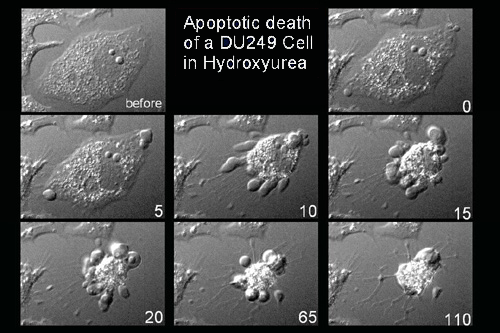 Apoptotic death
of a DU249 Cell
in Hydroxyurea
before
0
5
10
15
20
65
110